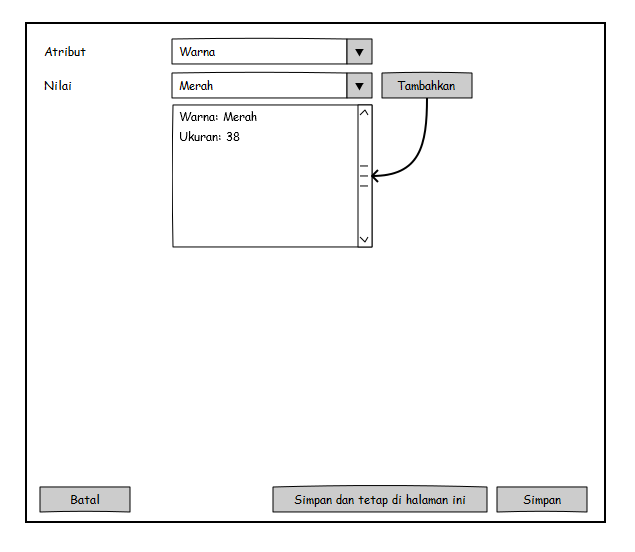 Atribut
Warna
Nilai
Merah
Tambahkan
Warna: Merah
Ukuran: 38
Batal
Simpan dan tetap di halaman ini
Simpan